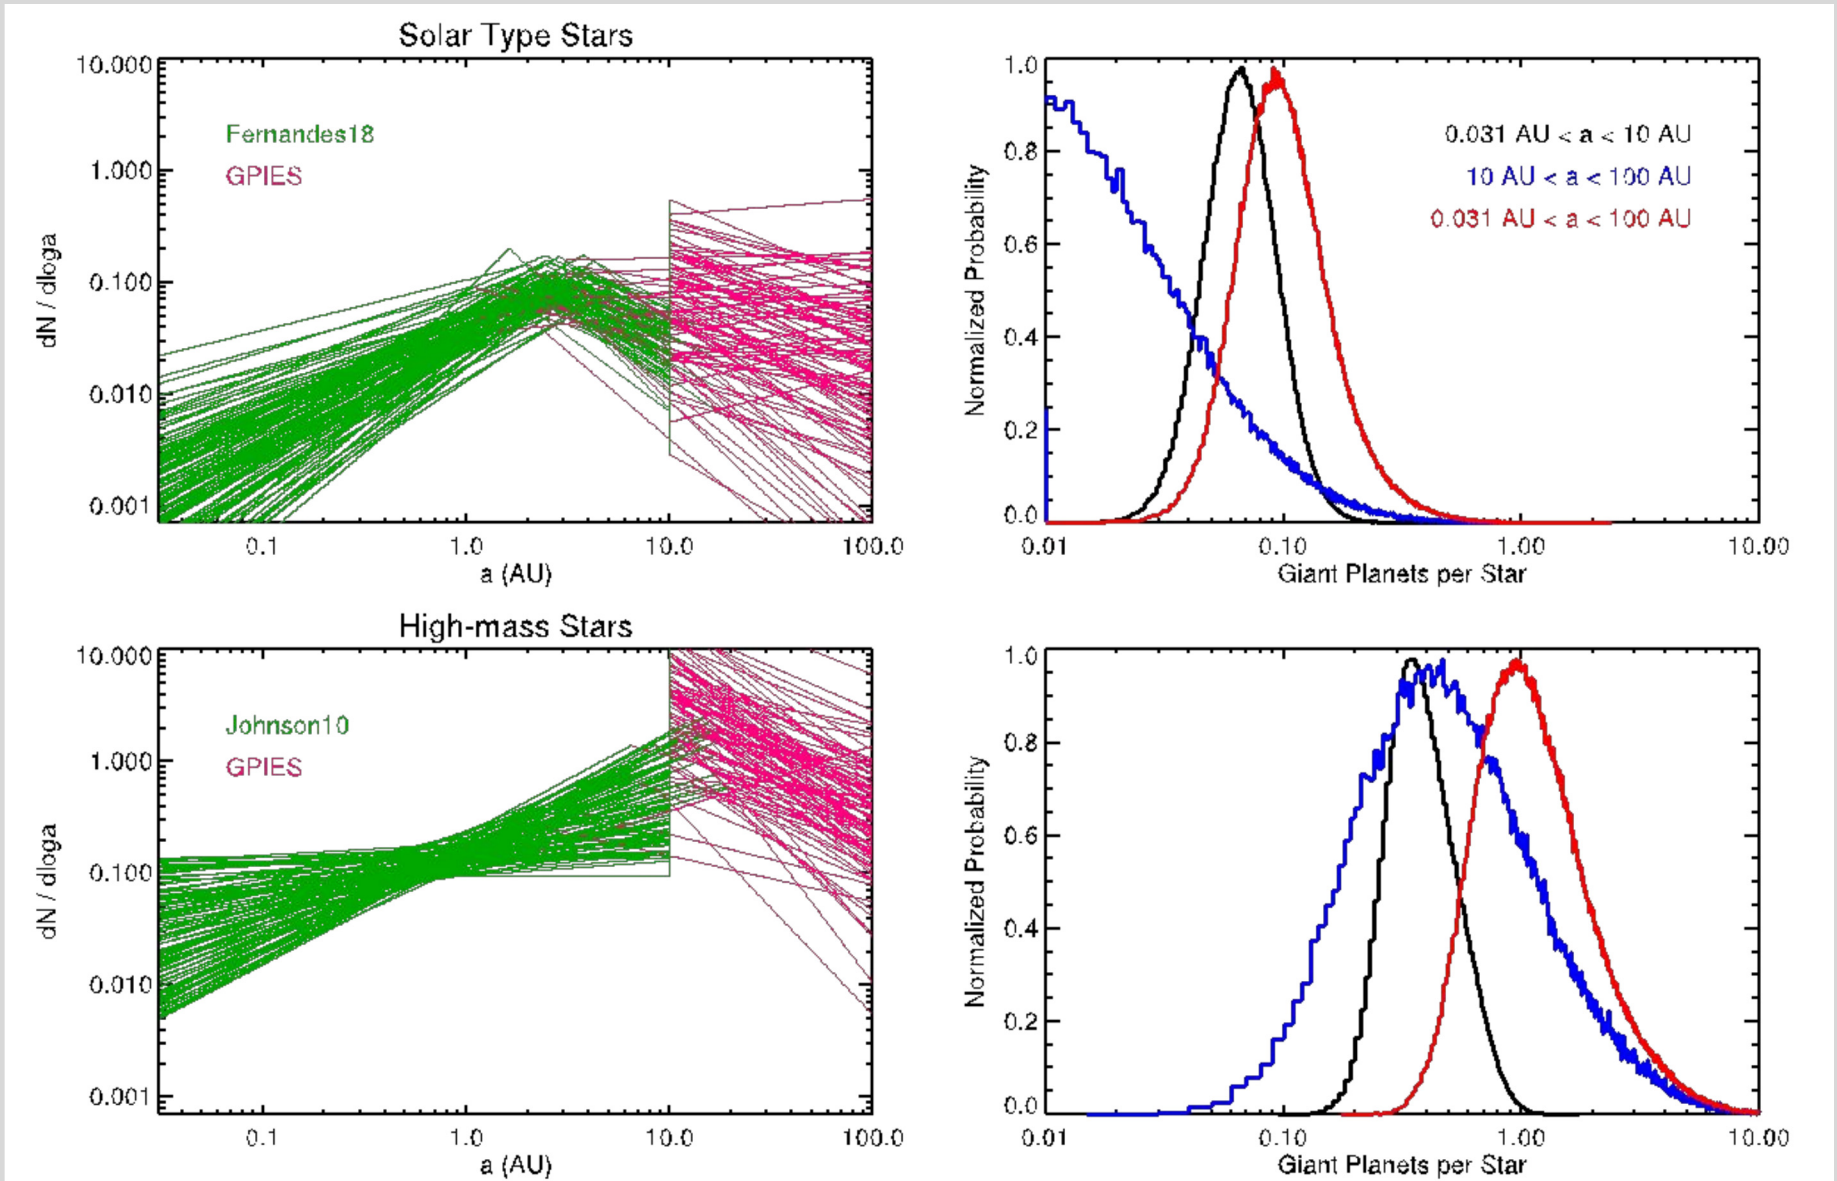 Solar Type Stars
10.000
1.000
0.100
0.010
0.001
dN / dloga
Fernandes18
GPIES
0.1
1.0
10.0
100.0
a (AU)
1.0
0.8
0.6
0.4
0.2
0.0
Normalized Probability
0.031 AU < a < 10 AU
10 AU < a < 100 AU
0.031 AU < a < 100 AU
0.01
0.10
1.00
10.00
Giant Planets per Star
High-mass Stars
10.000
1.000
0.100
0.010
0.001
dN / dloga
Johnson10
GPIES
0.1
1.0
10.0
100.0
a (AU)
1.0
0.8
0.6
0.4
0.2
0.0
Normalized Probability
0.01
0.10
1.00
10.00
Giant Planets per Star